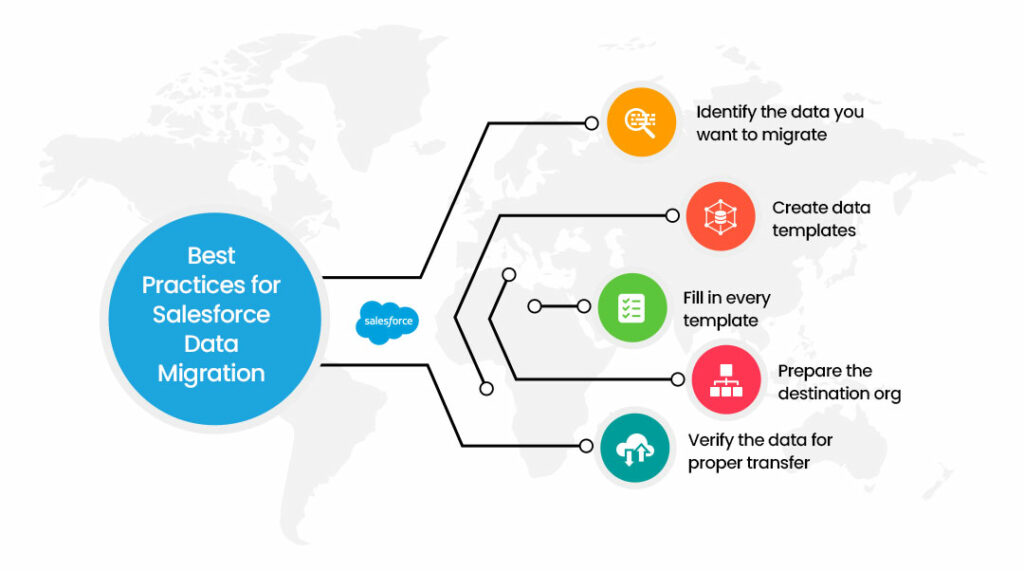 Best
Practices for
Salesforce
Data
Migration
salesforce
Identify the data you
want to migrate
Create data
templates
Fill in every
template
Prepare the
destination org
Verify the data for
proper transfer